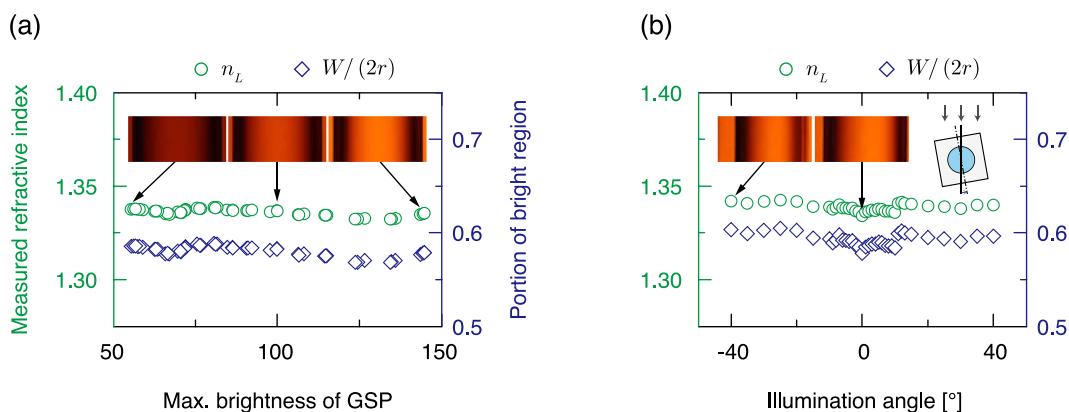 (a)
n_L W/(2r)
Measured refractive index
1.40
1.35
1.30
0.7
0.6
0.5
Portion of bright region
50 100 150
Max. brightness of GSP
(b)
n_L W/(2r)
1.40
1.35
1.30
0.7
0.6
0.5
-40 0 40
Illumination angle [°]